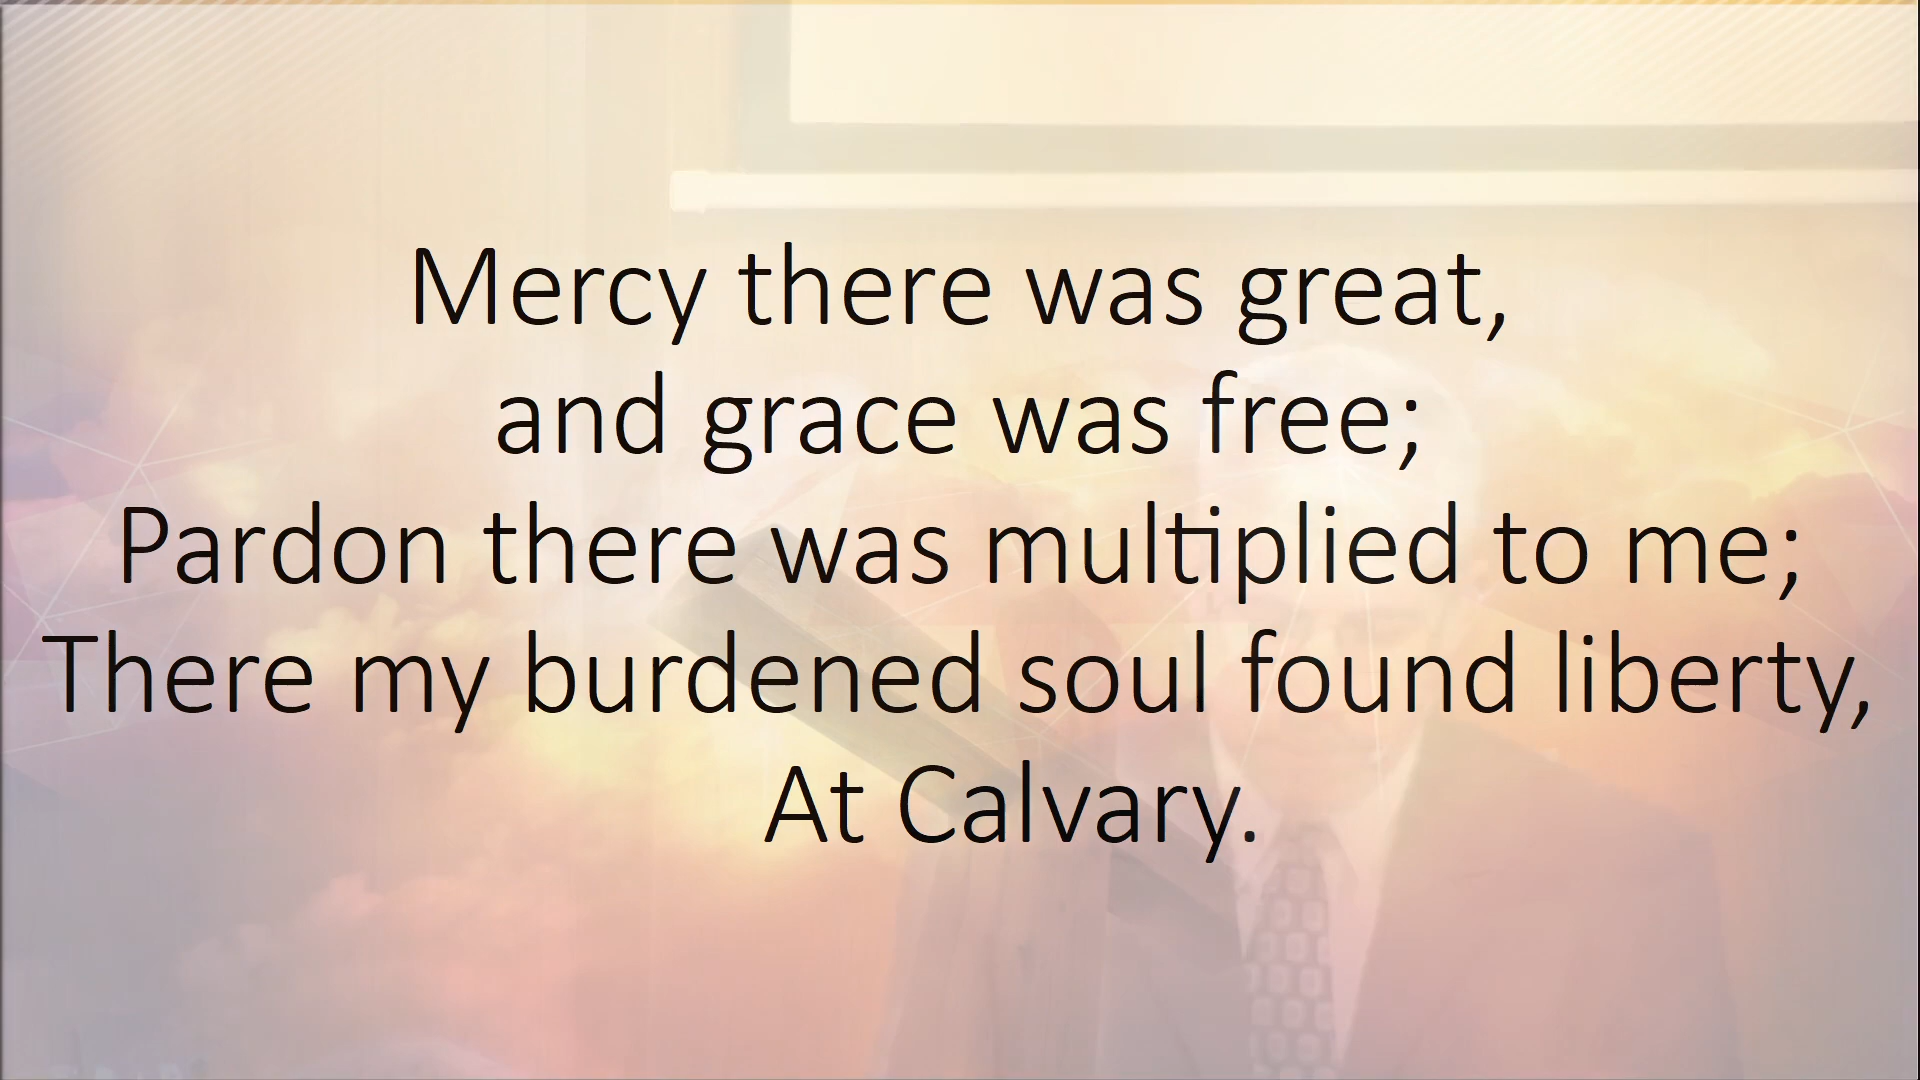 Mercy there was great,
and grace was free;
Pardon there was multiplied to me;
There my burdened soul found liberty,
At Calvary.